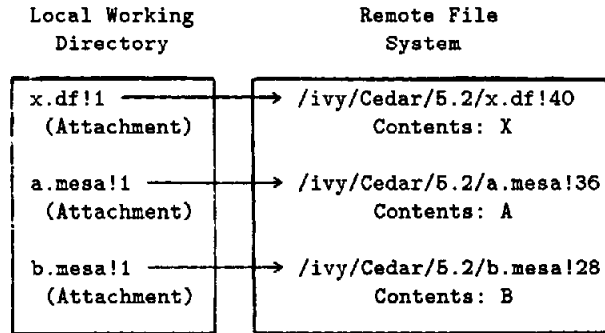 Local Working Remote File
Directory System
x.df!1 /ivy/Cedar/5.2/x.df!40
(Attachment) Contents: X
a.mesa!1 /ivy/Cedar/5.2/a.mesa!36
(Attachment) Contents: A
b.mesa!1 /ivy/Cedar/5.2/b.mesa!28
(Attachment) Contents: B